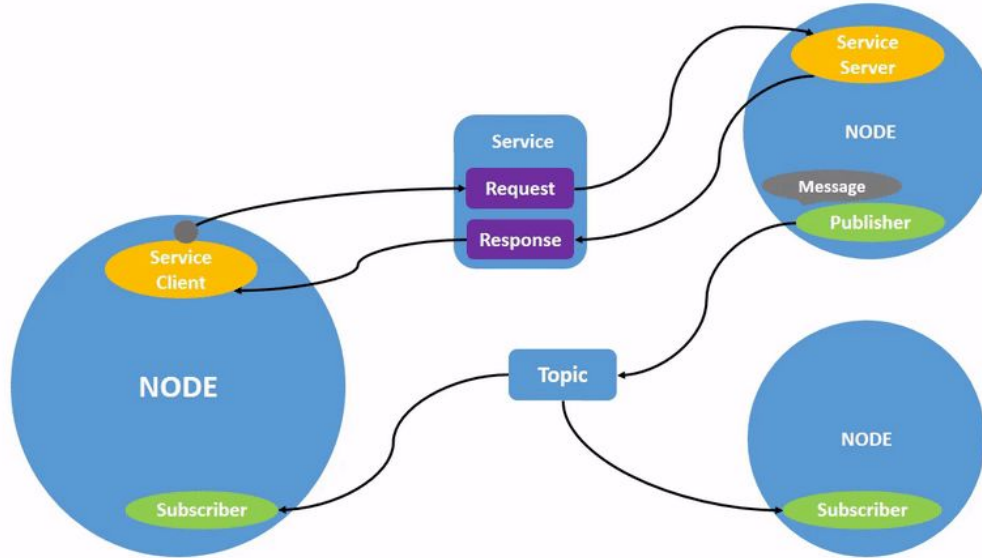 Service
Server
NODE
Message
Publisher
Service
Request
Response
Service
Client
NODE
Topic
Subscriber
NODE
Subscriber